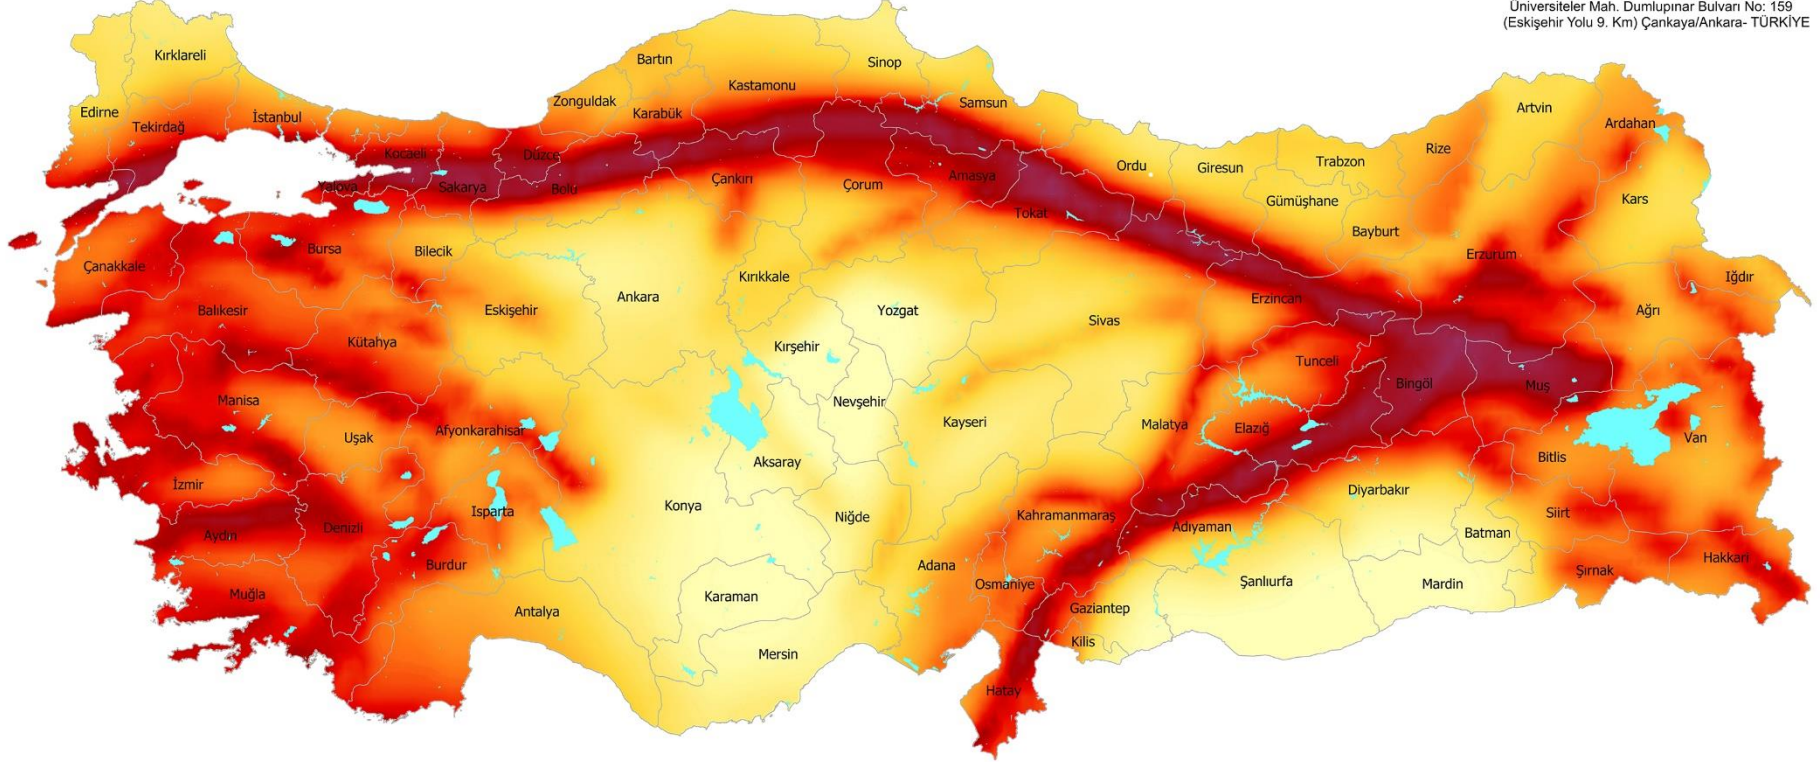 Üniversiteler Mah. Dumlupınar Bulvarı No: 159
(Eskişehir Yolu 9. Km) Çankaya/Ankara- TÜRKİYE
Kırklareli
Edirne
Tekirdağ
İstanbul
Kocaeli
Yalova
Sakarya
Düzce
Bolu
Zonguldak
Bartın
Karabük
Kastamonu
Sinop
Samsun
Çankırı
Çorum
Amasya
Tokat
Ordu
Giresun
Trabzon
Gümüşhane
Rize
Artvin
Ardahan
Kars
Bayburt
Erzurum
Iğdır
Ağrı
Çanakkale
Bursa
Bilecik
Balıkesir
Kütahya
Eskişehir
Ankara
Kırıkkale
Yozgat
Kırşehir
Sivas
Erzincan
Tunceli
Bingöl
Muş
Manisa
Uşak
Afyonkarahisar
Nevşehir
Kayseri
Malatya
Elazığ
Van
Bitlis
İzmir
Aydın
Denizli
Isparta
Burdur
Konya
Aksaray
Niğde
Kahramanmaraş
Adıyaman
Diyarbakır
Batman
Siirt
Şırnak
Hakkari
Muğla
Antalya
Karaman
Mersin
Adana
Osmaniye
Gaziantep
Kilis
Şanlıurfa
Mardin
Hatay